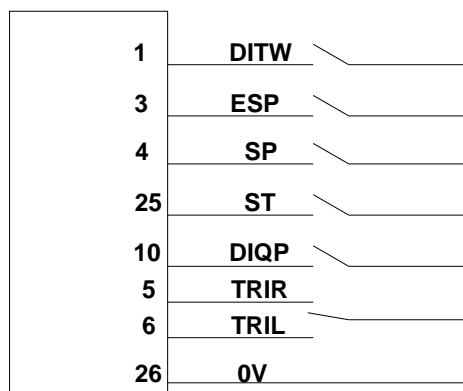 1 DITW
3 ESP
4 SP
25 ST
10 DIQP
5 TRIR
6 TRIL
26 0V